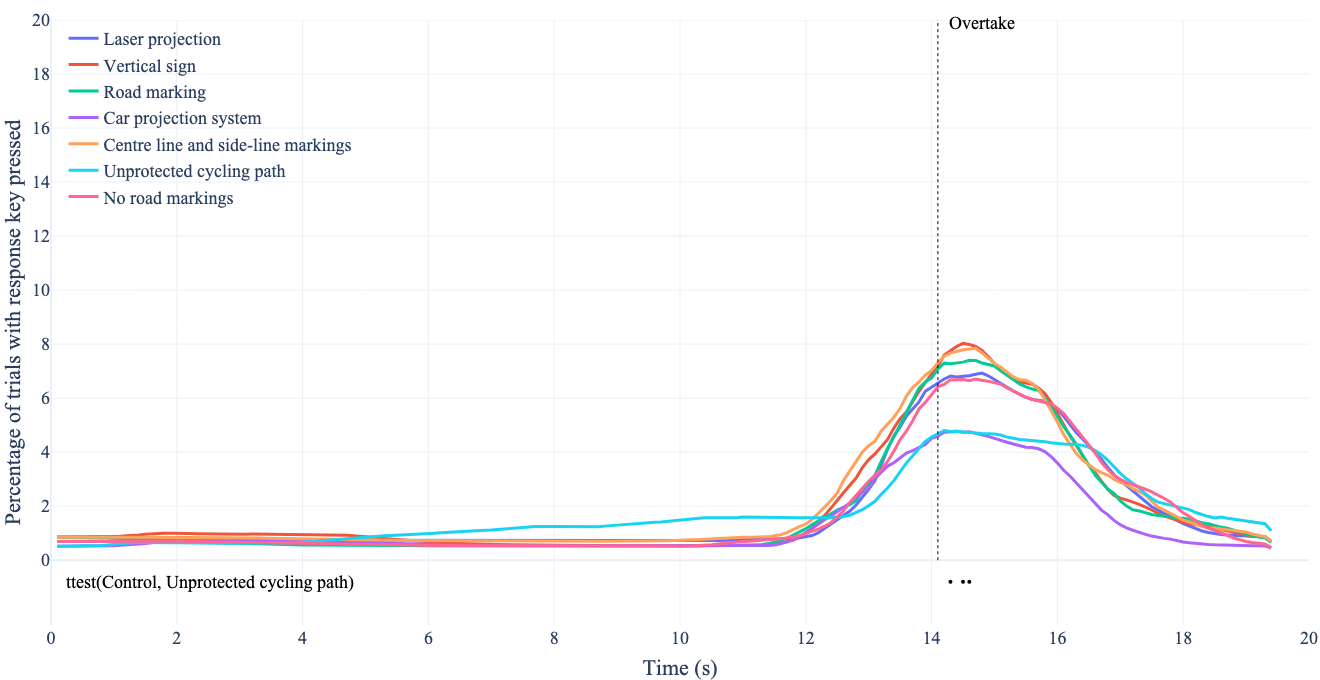 Overtake
Laser projection
Vertical sign
Road marking
Car projection system
Centre line and side-line markings
Unprotected cycling path
No road markings
Percentage of trials with response key pressed
20
18
16
14
12
10
8
6
4
2
0
ttest(Control, Unprotected cycling path)
0 2 4 6 8 10 12 14 16 18 20
Time (s)